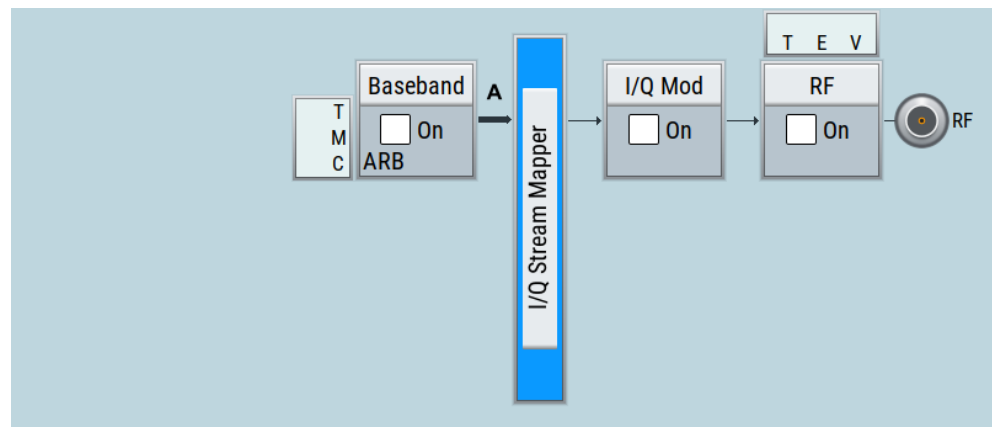 T E V
Baseband
A
I/Q Mod
RF
T
M
C
On
ARB
I/Q Stream Mapper
On
On
RF